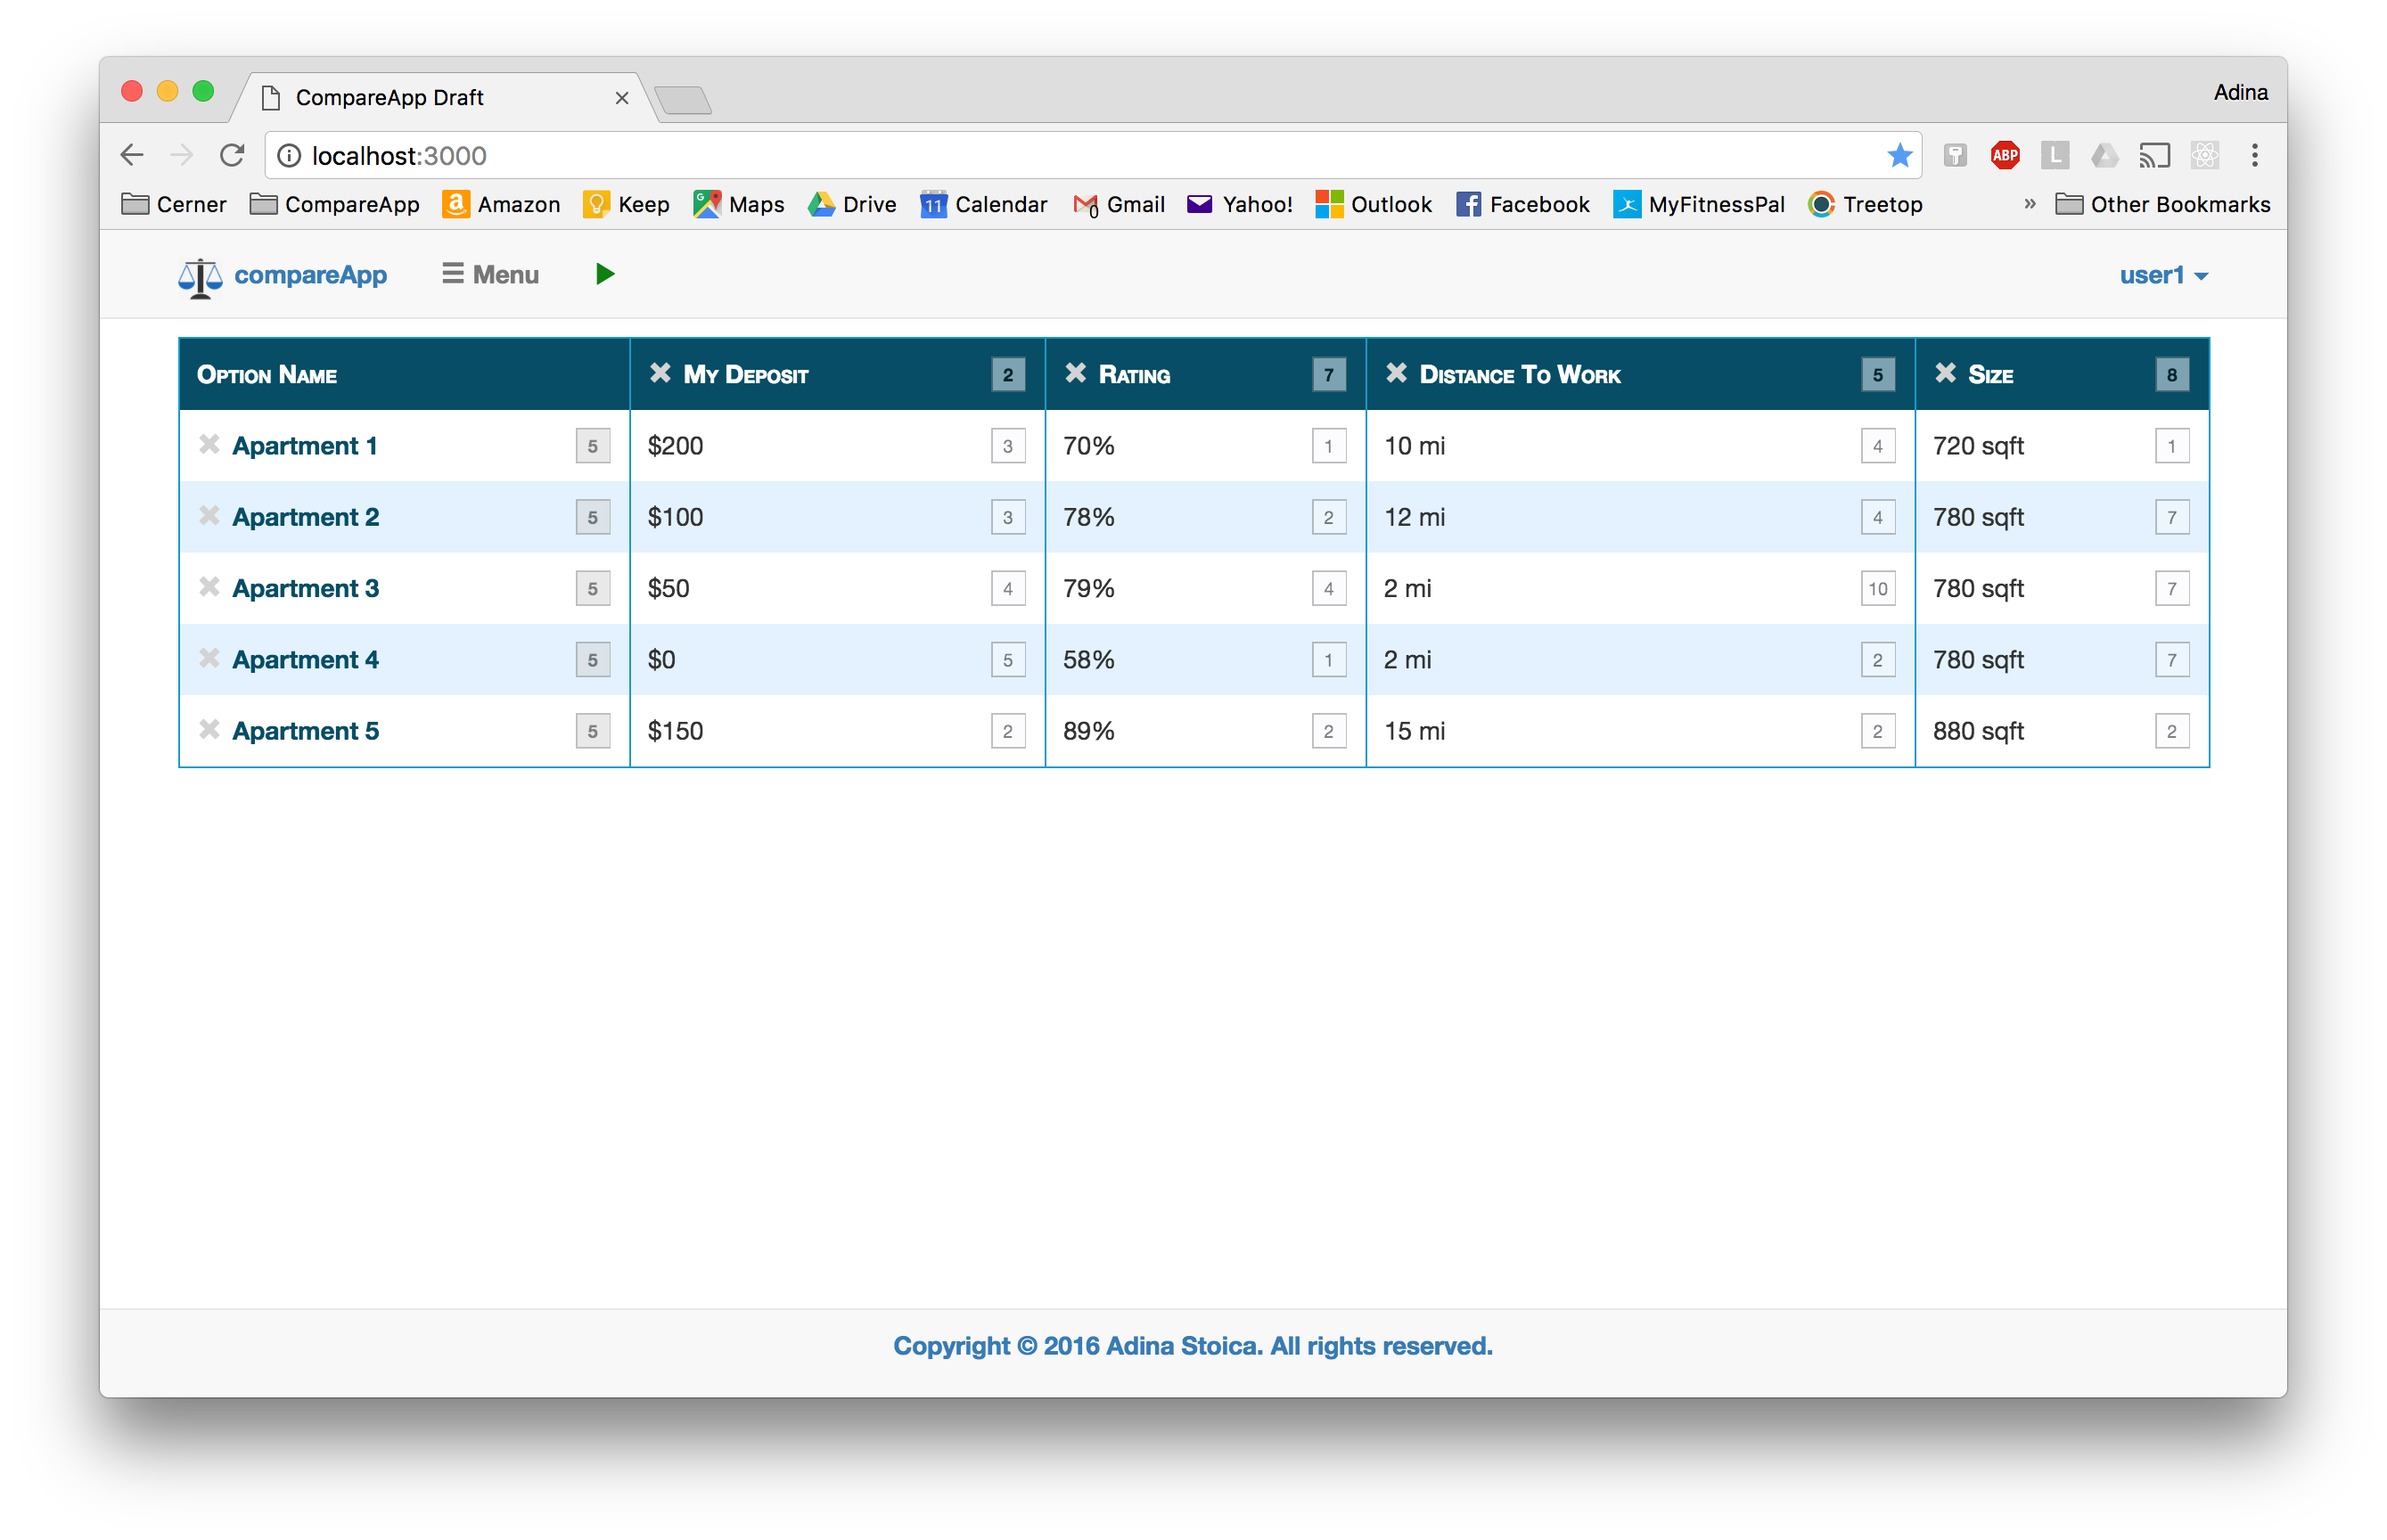 CompareApp Draft
Adina
localhost:3000
ABP
L
Cerner CompareApp Amazon Keep Maps Drive 11 Calendar Gmail Yahoo! Outlook Facebook MyFitnessPal Treetop » Other Bookmarks
compareApp Menu user1
Option Name My Deposit 2 Rating 7 Distance To Work 5 Size 8
Apartment 1 5 $200 3 70% 1 10 mi 4 720 sqft 1
Apartment 2 5 $100 3 78% 2 12 mi 4 780 sqft 7
Apartment 3 5 $50 4 79% 4 2 mi 10 780 sqft 7
Apartment 4 5 $0 5 58% 1 2 mi 2 780 sqft 7
Apartment 5 5 $150 2 89% 2 15 mi 2 880 sqft 2
Copyright © 2016 Adina Stoica. All rights reserved.